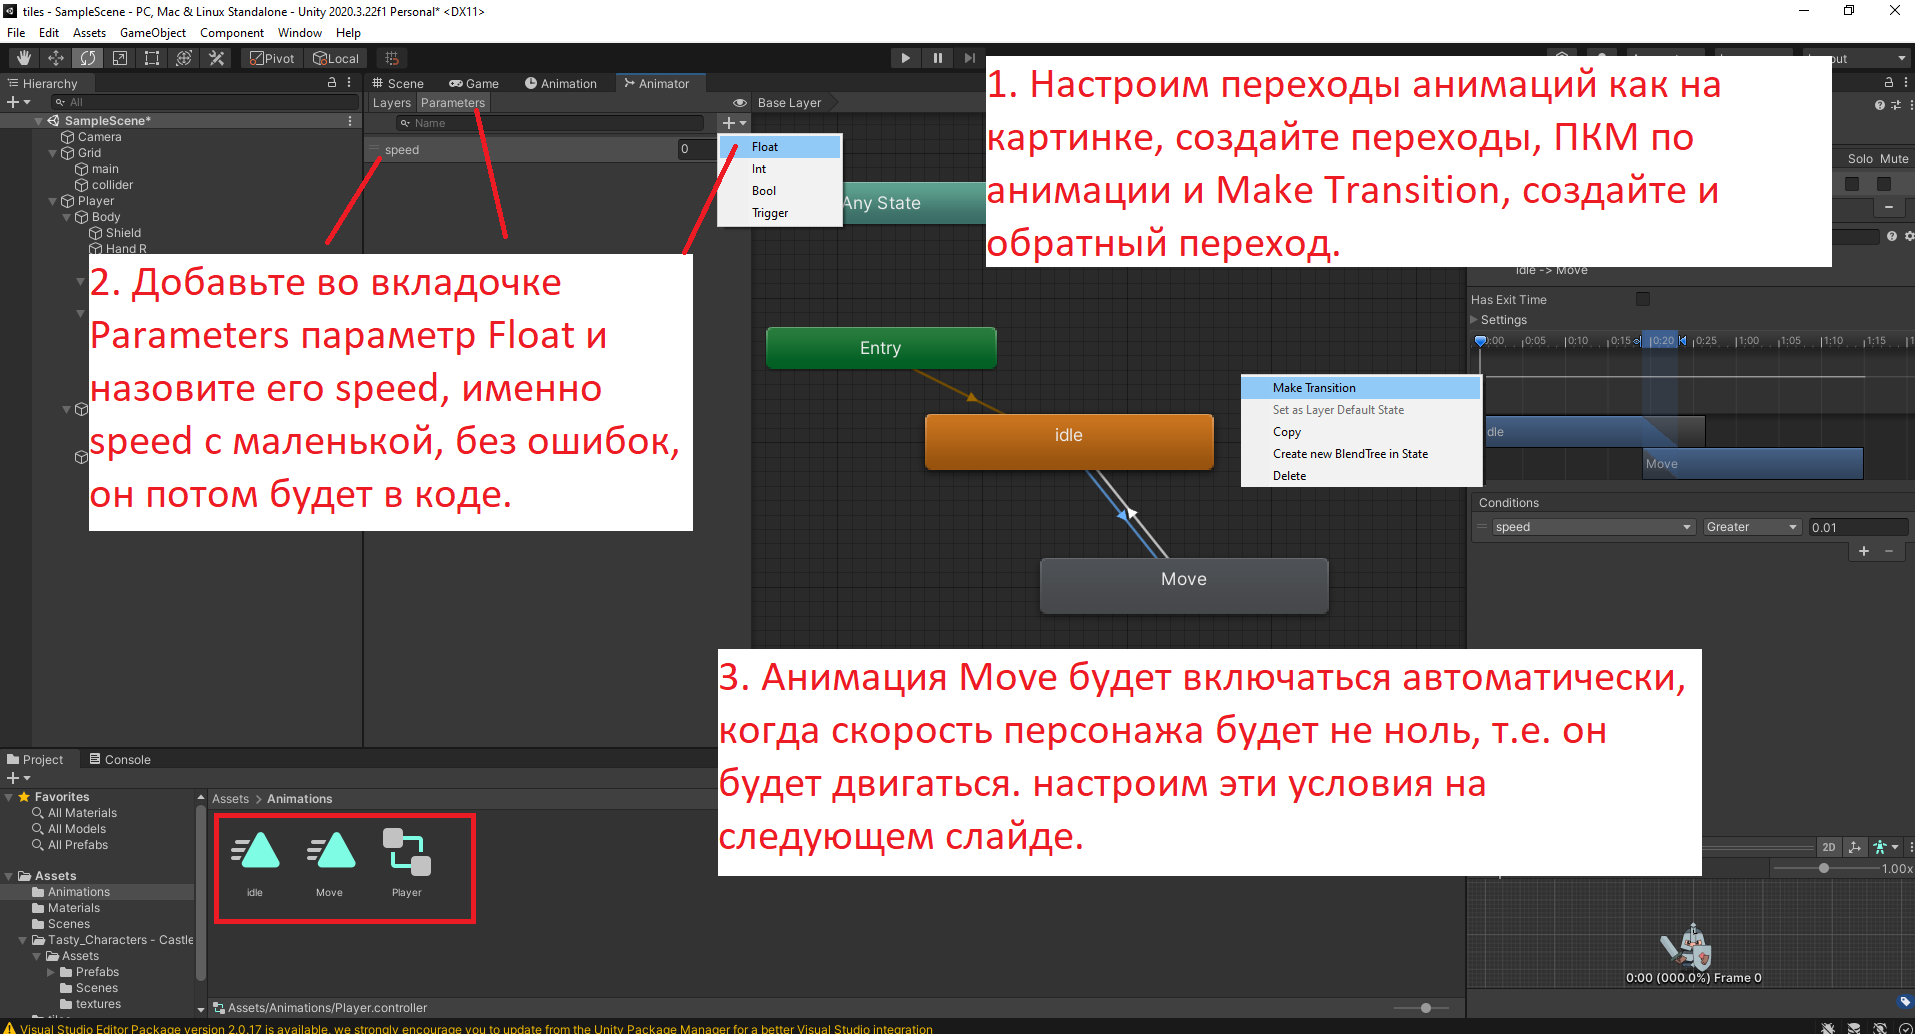 tiles - SampleScene - PC, Mac & Linux Standalone - Unity 2020.3.22f1 Personal* <DX11>
File Edit Assets GameObject Component Window Help
Pivot Local
Hierarchy
All
SampleScene*
Camera
Grid
main
collider
Player
Body
Shield
Hand R
Scene Game Animation Animator
Layers Parameters
Base Layer
Name
speed 0
Float
Int
Bool
Trigger
Any State
1. Настроим переходы анимаций как на
картинке, создайте переходы, ПКМ по
анимации и Make Transition, создайте и
обратный переход.
2. Добавьте во вкладочке
Parameters параметр Float и
назовите его speed, именно
speed с маленькой, без ошибок,
он потом будет в коде.
Entry
idle
Move
Make Transition
Set as Layer Default State
Copy
Create new BlendTree in State
Delete
Solo Mute
idle -> Move
Has Exit Time
Settings
0:05 0:10 0:15 0:20 0:25 1:00 1:05 1:10 1:15
Move
Conditions
speed Greater 0.01
3. Анимация Move будет включаться автоматически,
когда скорость персонажа будет не ноль, т.е. он
будет двигаться. настроим эти условия на
следующем слайде.
Project Console
Favorites
All Materials
All Models
All Prefabs
Assets
Animations
Materials
Scenes
Tasty_Characters - Castle
Assets
Prefabs
Scenes
textures
Assets > Animations
idle Move Player
Assets/Animations/Player.controller
2D
1.00x
0:00 (000.0%) Frame 0
Visual Studio Editor Package version 2.0.17 is available, we strongly encourage you to update from the Unity Package Manager for a better Visual Studio integration